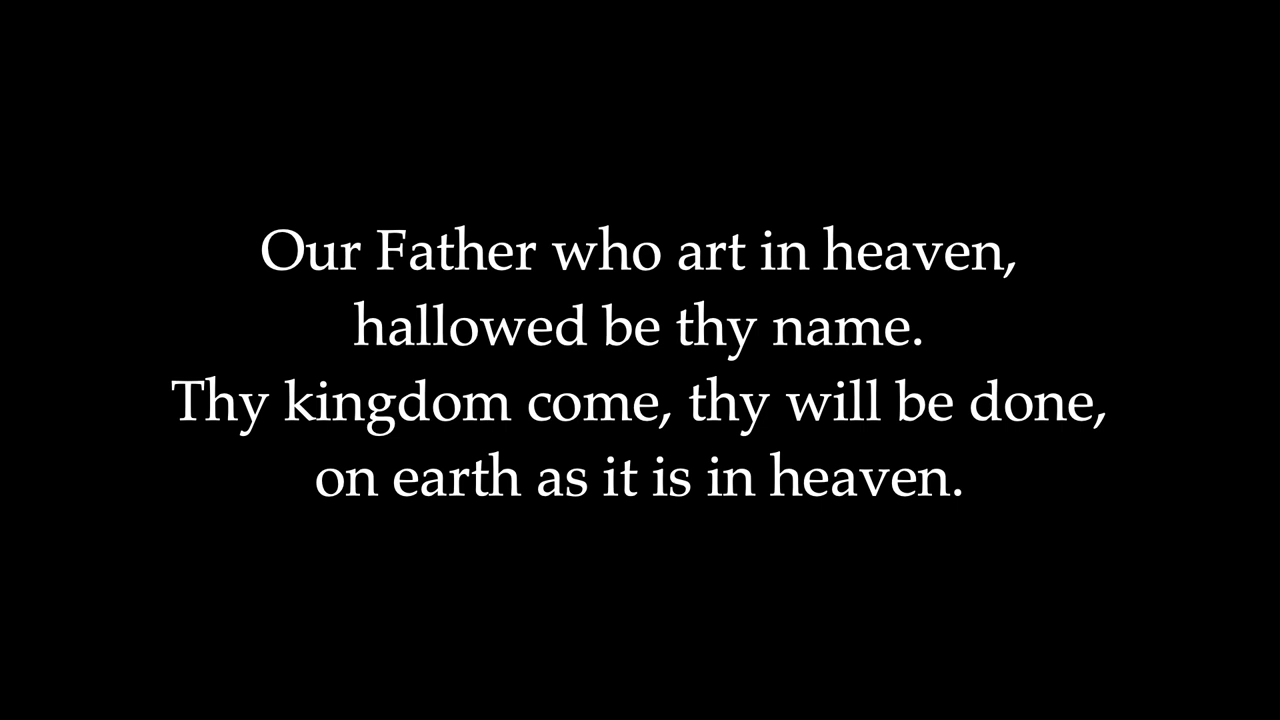 Our Father who art in heaven,
hallowed be thy name.
Thy kingdom come, thy will be done,
on earth as it is in heaven.